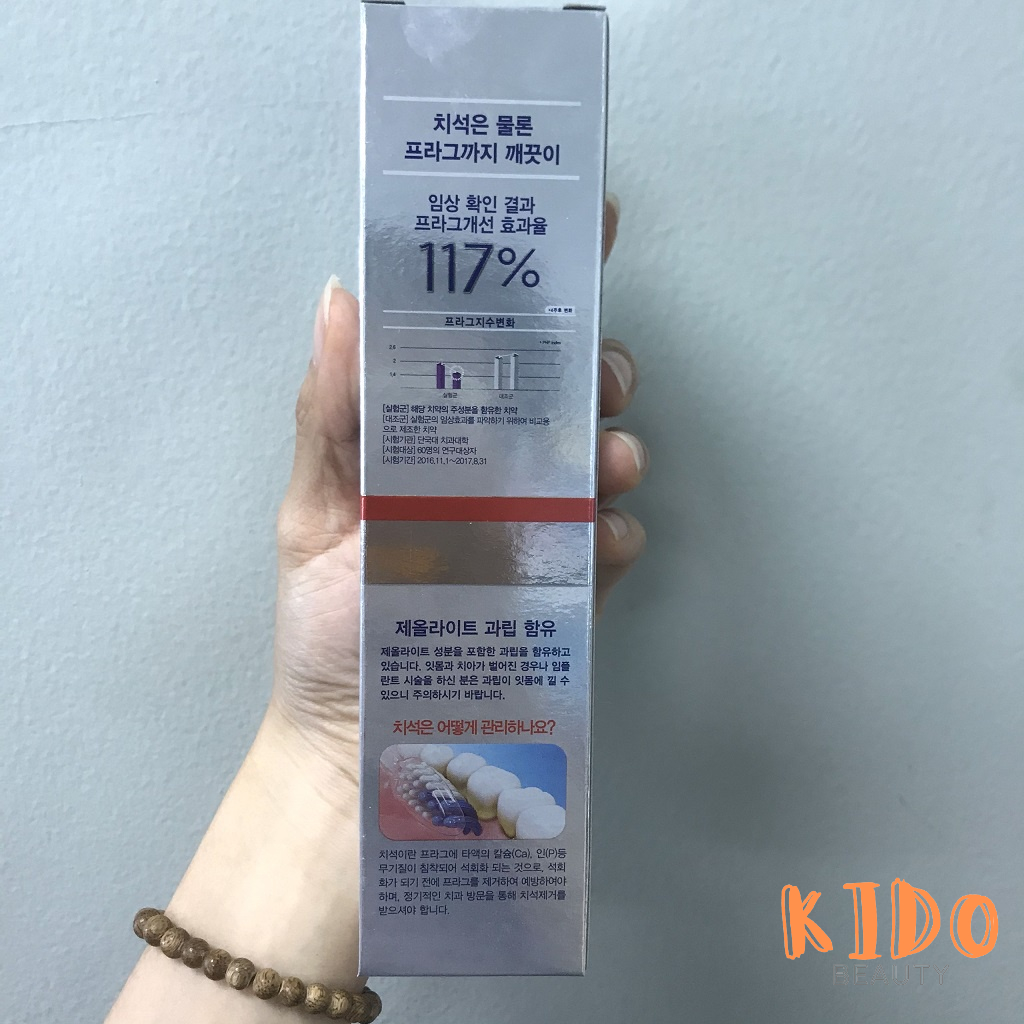 치석은 물론
프라그까지 깨끗이
임상 확인 결과
프라그개선 효과율
117%
*4주후 변화
프라그지수변화
2
실험군
대조군
[실험군] 해당 치약의 주성분을 함유한 치약
[대조군] 실험군의 임상효과를 파악하기 위하여 비교용
으로 제조한 치약
[시험기관] 단국대 치과대학
[시험대상] 60명의 연구대상자
[시험기간] 2016.11.1~2017.8.31
제올라이트 과립 함유
제올라이트 성분을 포함한 과립을 함유하고
있습니다. 잇몸과 치아가 벌어진 경우나 임플
란트 시술을 하신 분은 과립이 잇몸에 낄 수
있으니 주의하시기 바랍니다.
치석은 어떻게 관리하나요?
치석이란 프라그에 타액의 칼슘(Ca), 인(P)등
무기질이 침착되어 석회화 되는 것으로, 석회
화가 되기 전에 프라그를 제거하여 예방하여야
하며, 정기적인 치과 방문을 통해 치석제거를
받으셔야 합니다.
KIDO
BEAUTY